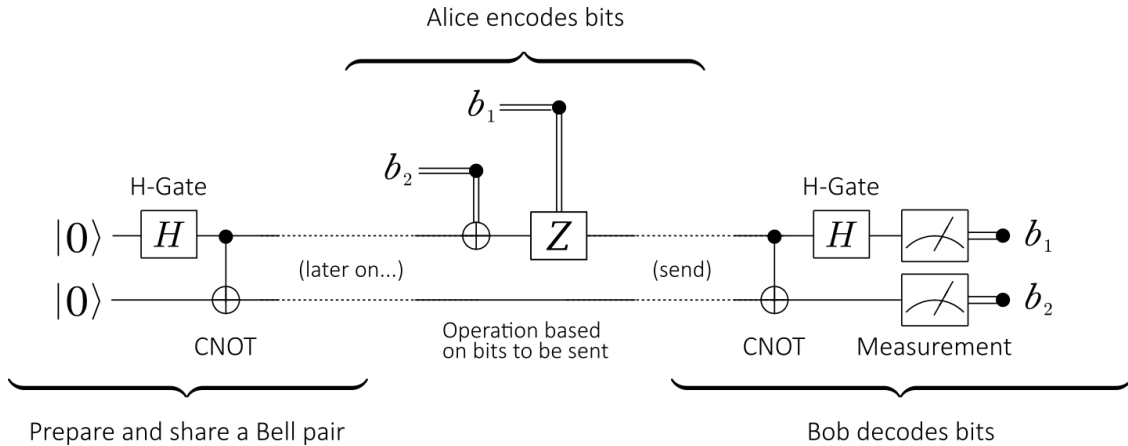 Alice encodes bits
b₁
b₂
H-Gate
H-Gate
|0⟩ H Z H b₁
(later on...) (send)
|0⟩ b₂
CNOT
Operation based
on bits to be sent
CNOT Measurement
Prepare and share a Bell pair
Bob decodes bits